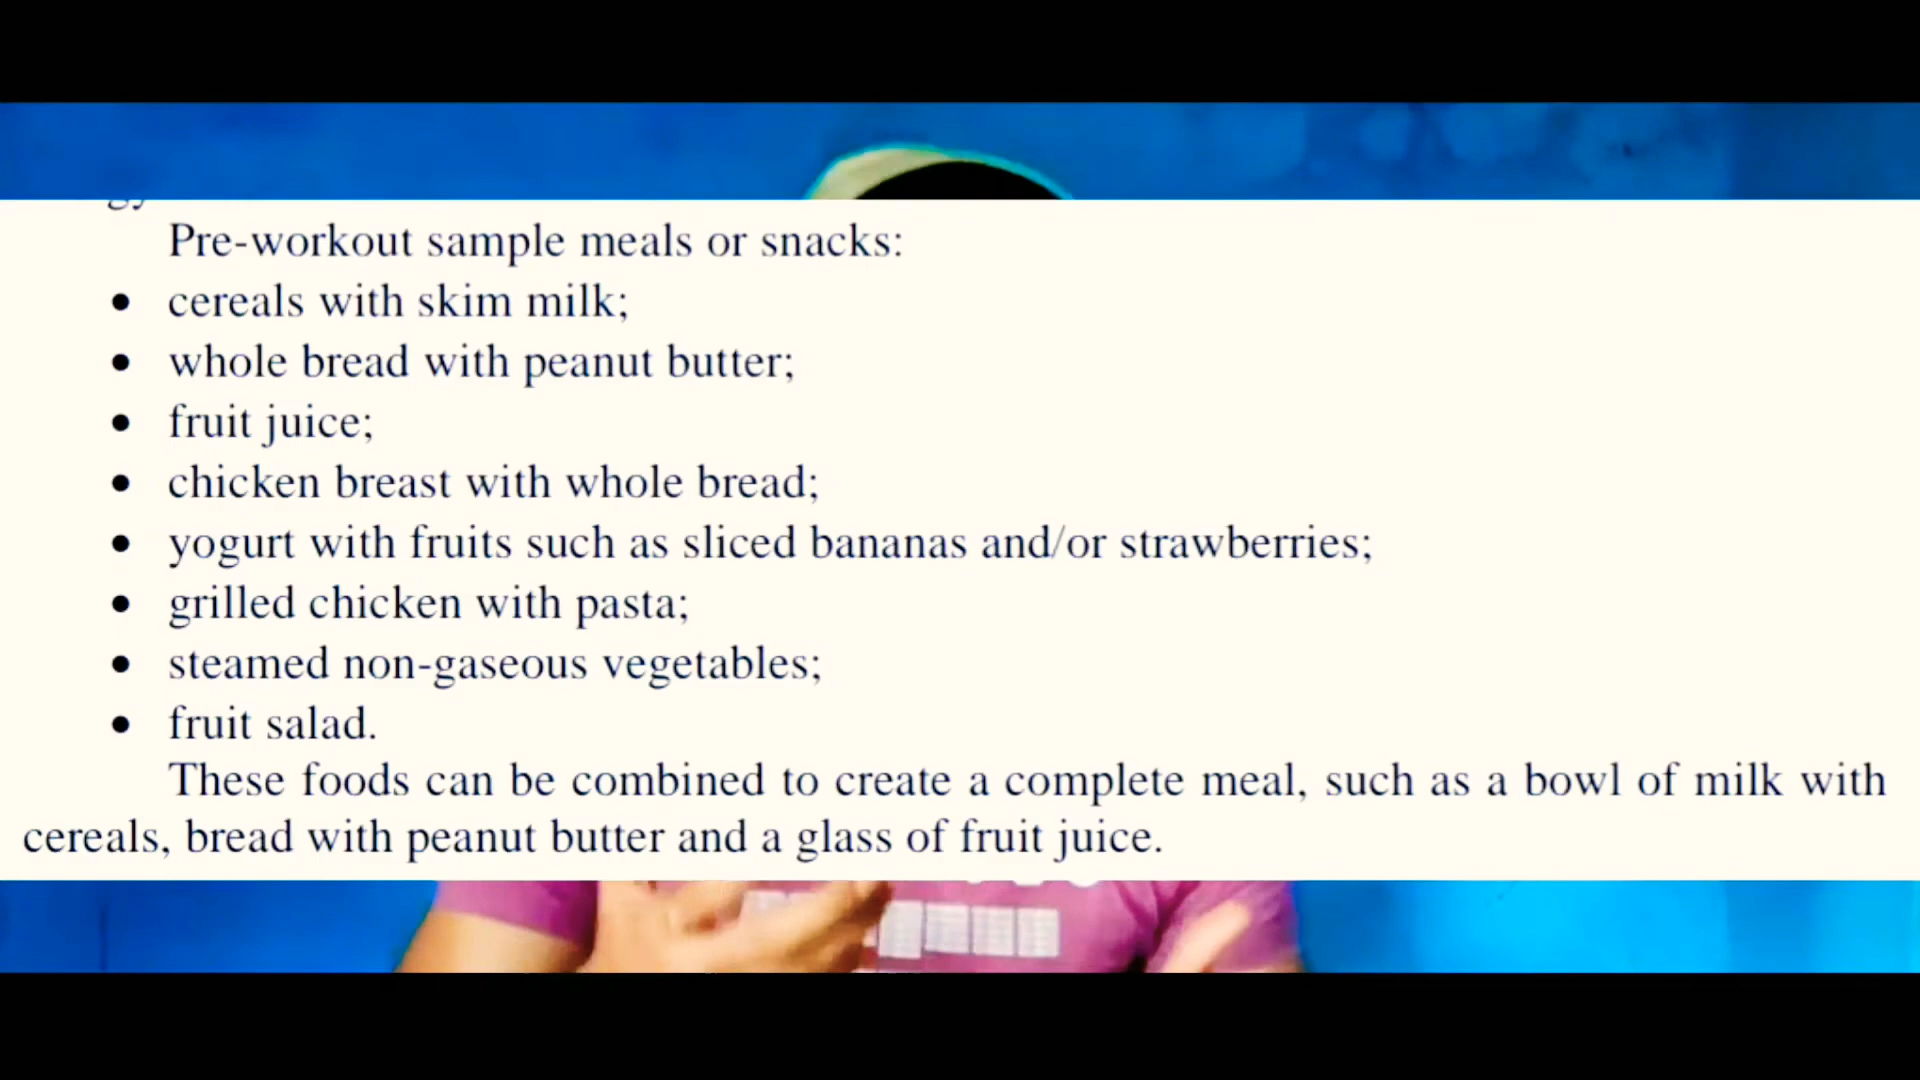 Pre-workout sample meals or snacks:
• cereals with skim milk;
• whole bread with peanut butter;
• fruit juice;
• chicken breast with whole bread;
• yogurt with fruits such as sliced bananas and/or strawberries;
• grilled chicken with pasta;
• steamed non-gaseous vegetables;
• fruit salad.
These foods can be combined to create a complete meal, such as a bowl of milk with
cereals, bread with peanut butter and a glass of fruit juice.